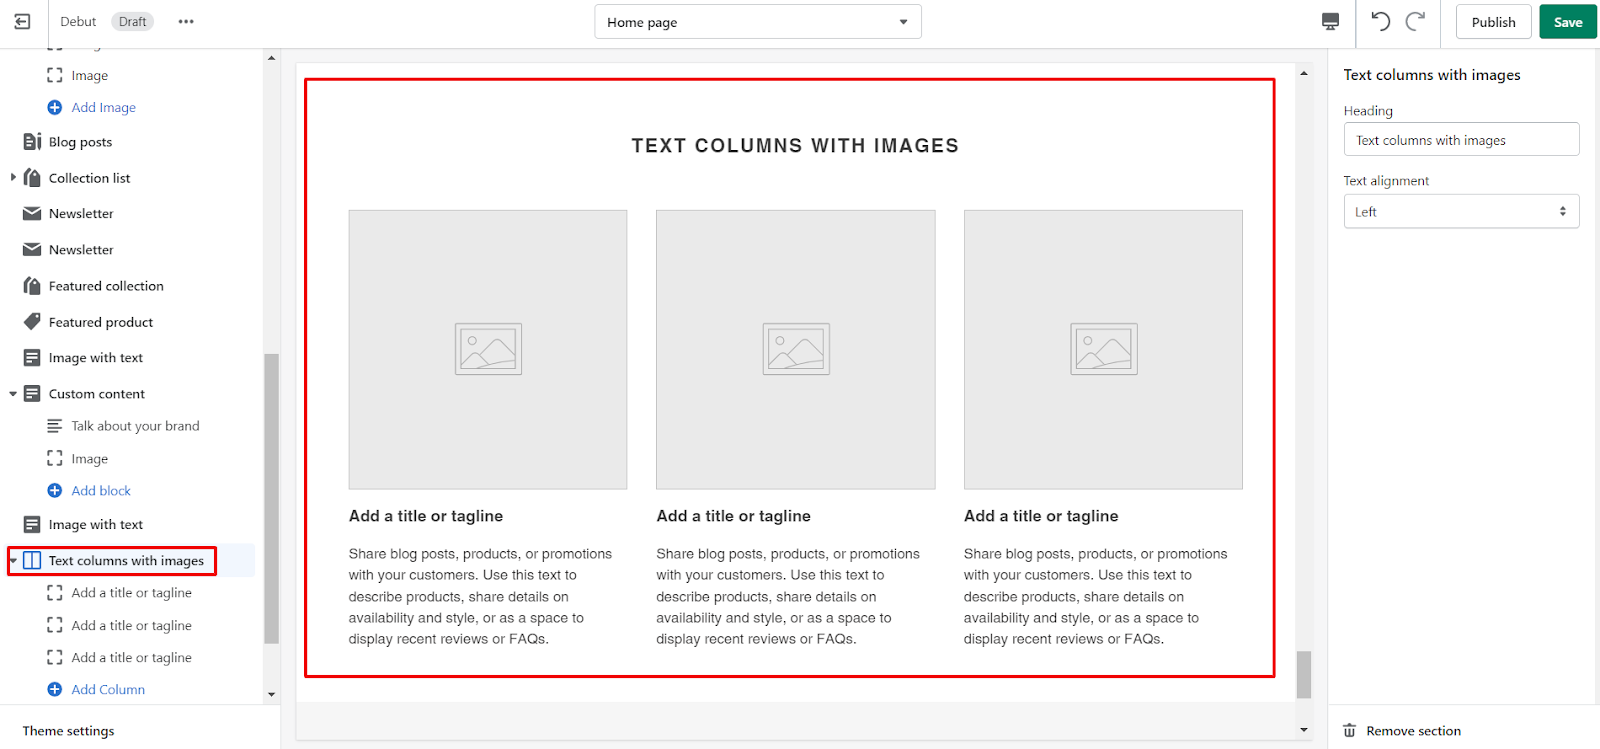 Debut Draft
Home page
Publish
Save
Image
Add Image
Blog posts
Collection list
Newsletter
Newsletter
Featured collection
Featured product
Image with text
Custom content
Talk about your brand
Image
Add block
Image with text
Text columns with images
Add a title or tagline
Add a title or tagline
Add a title or tagline
Add Column
Theme settings
TEXT COLUMNS WITH IMAGES
Add a title or tagline
Share blog posts, products, or promotions
with your customers. Use this text to
describe products, share details on
availability and style, or as a space to
display recent reviews or FAQs.
Add a title or tagline
Share blog posts, products, or promotions
with your customers. Use this text to
describe products, share details on
availability and style, or as a space to
display recent reviews or FAQs.
Add a title or tagline
Share blog posts, products, or promotions
with your customers. Use this text to
describe products, share details on
availability and style, or as a space to
display recent reviews or FAQs.
Text columns with images
Heading
Text columns with images
Text alignment
Left
Remove section